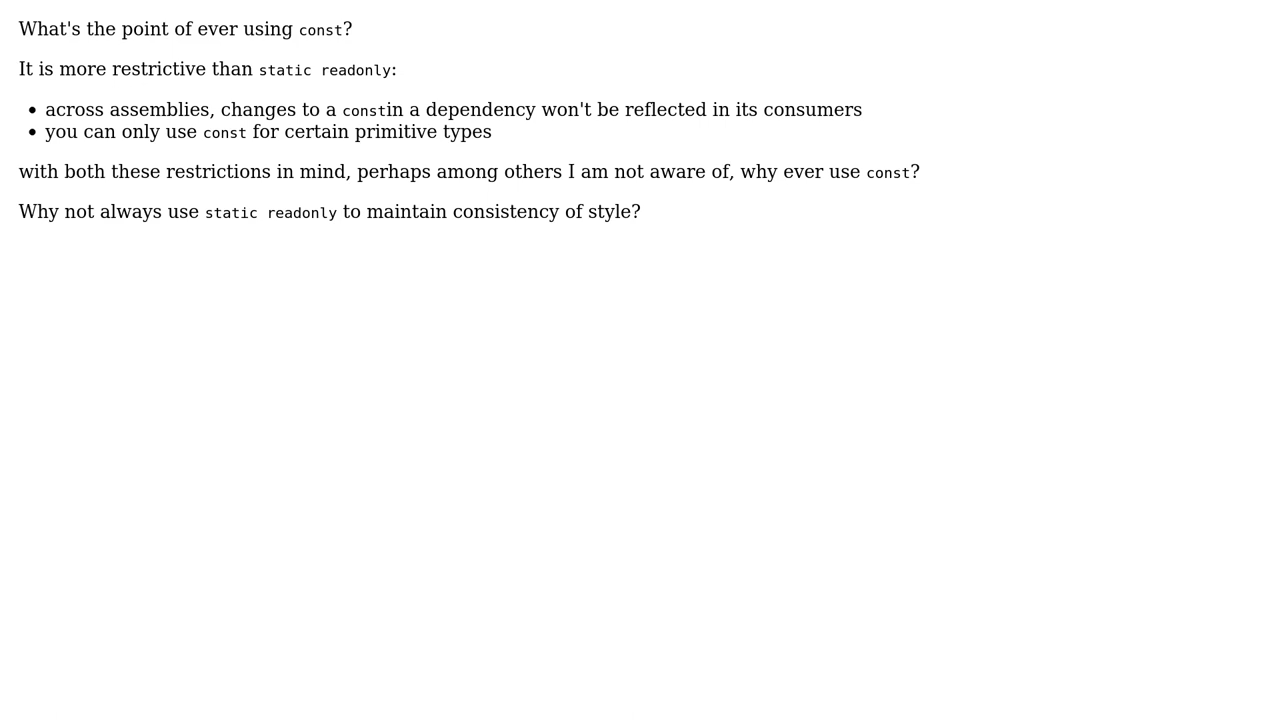 What's the point of ever using const?
It is more restrictive than static readonly:
• across assemblies, changes to a constin a dependency won't be reflected in its consumers
• you can only use const for certain primitive types
with both these restrictions in mind, perhaps among others I am not aware of, why ever use const?
Why not always use static readonly to maintain consistency of style?